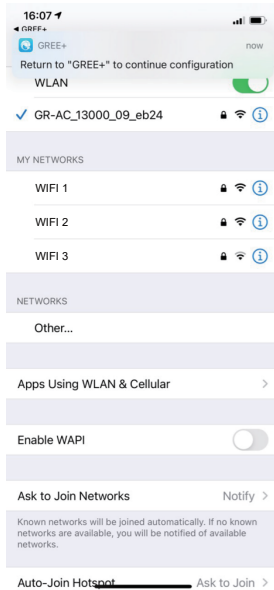 16:07
GREE+
GREE+ now
Return to "GREE+" to continue configuration
WLAN
GR-AC_13000_09_eb24
MY NETWORKS
WIFI 1
WIFI 2
WIFI 3
NETWORKS
Other...
Apps Using WLAN & Cellular
Enable WAPI
Ask to Join Networks Notify
Known networks will be joined automatically. If no known
networks are available, you will be notified of available
networks.
Auto-Join Hotspot Ask to Join